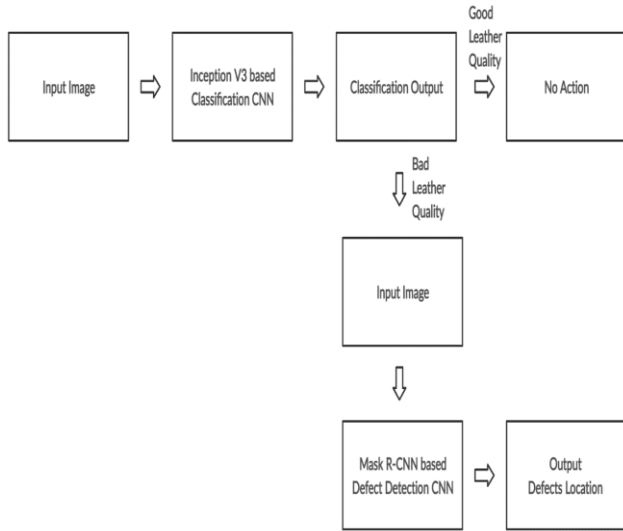 Input Image
Inception V3 based
Classification CNN
Classification Output
Good
Leather
Quality
No Action
Bad
Leather
Quality
Input Image
Mask R-CNN based
Defect Detection CNN
Output
Defects Location